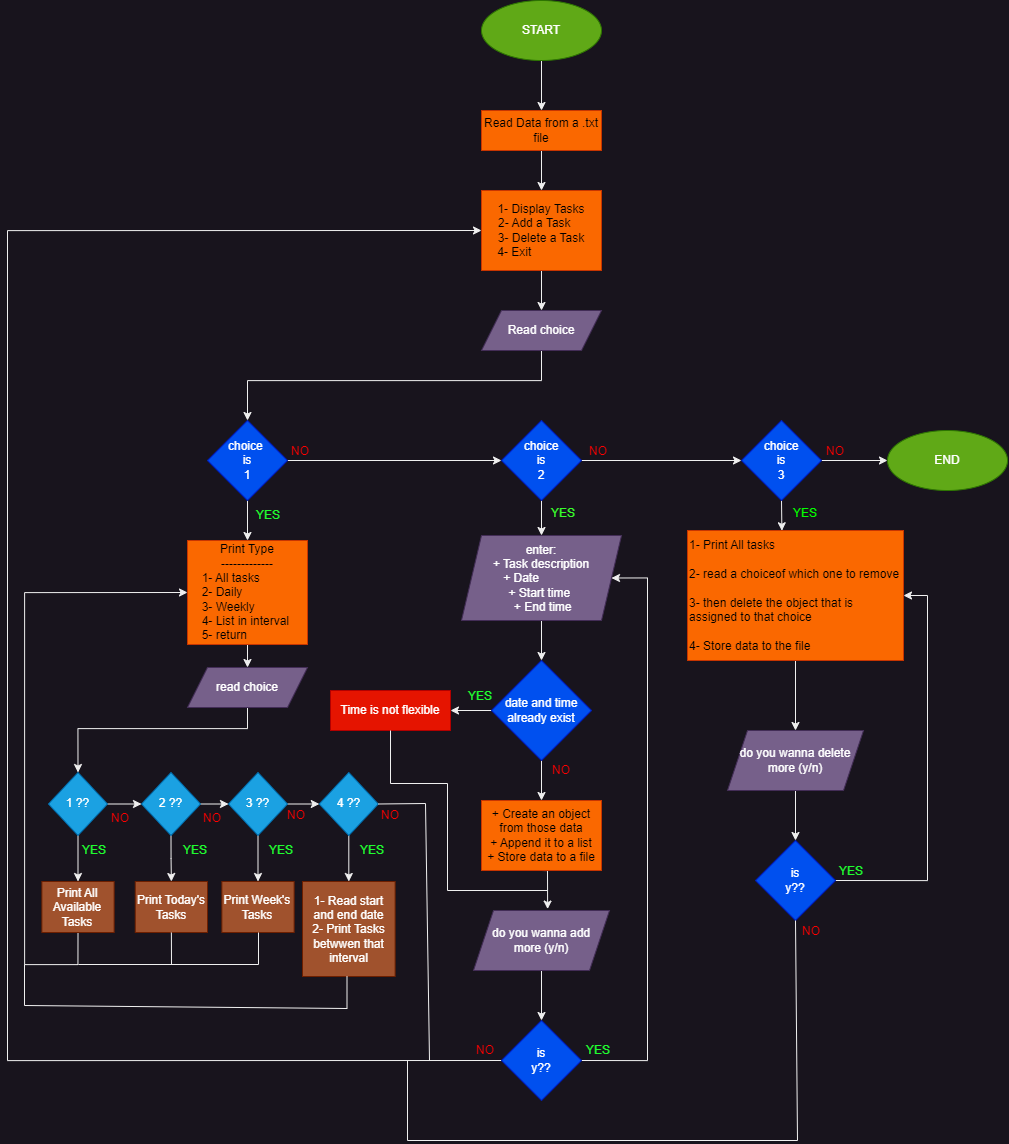 START
Read Data from a .txt
file
1- Display Tasks
2- Add a Task
3- Delete a Task
4- Exit
Read choice
choice
is
1
NO
YES
choice
is
2
NO
YES
choice
is
3
NO
YES
END
Print Type
-------------
1- All tasks
2- Daily
3- Weekly
4- List in interval
5- return
read choice
1 ??
NO
YES
2 ??
NO
YES
3 ??
NO
YES
4 ??
NO
YES
Print All
Available
Tasks
Print Today's
Tasks
Print Week's
Tasks
1- Read start
and end date
2- Print Tasks
betwwen that
interval
enter:
+ Task description
+ Date
+ Start time
+ End time
date and time
already exist
YES
NO
Time is not flexible
+ Create an object
from those data
+ Append it to a list
+ Store data to a file
do you wanna add
more (y/n)
is
y??
NO
YES
1- Print All tasks
2- read a choiceof which one to remove
3- then delete the object that is
assigned to that choice
4- Store data to the file
do you wanna delete
more (y/n)
is
y??
YES
NO